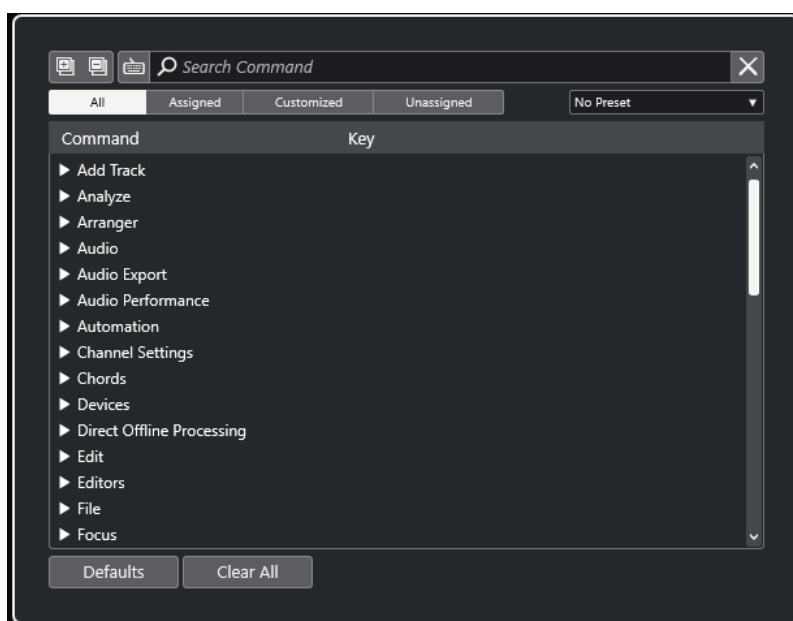 Search Command
All Assigned Customized Unassigned No Preset
Command Key
Add Track
Analyze
Arranger
Audio
Audio Export
Audio Performance
Automation
Channel Settings
Chords
Devices
Direct Offline Processing
Edit
Editors
File
Focus
Defaults Clear All